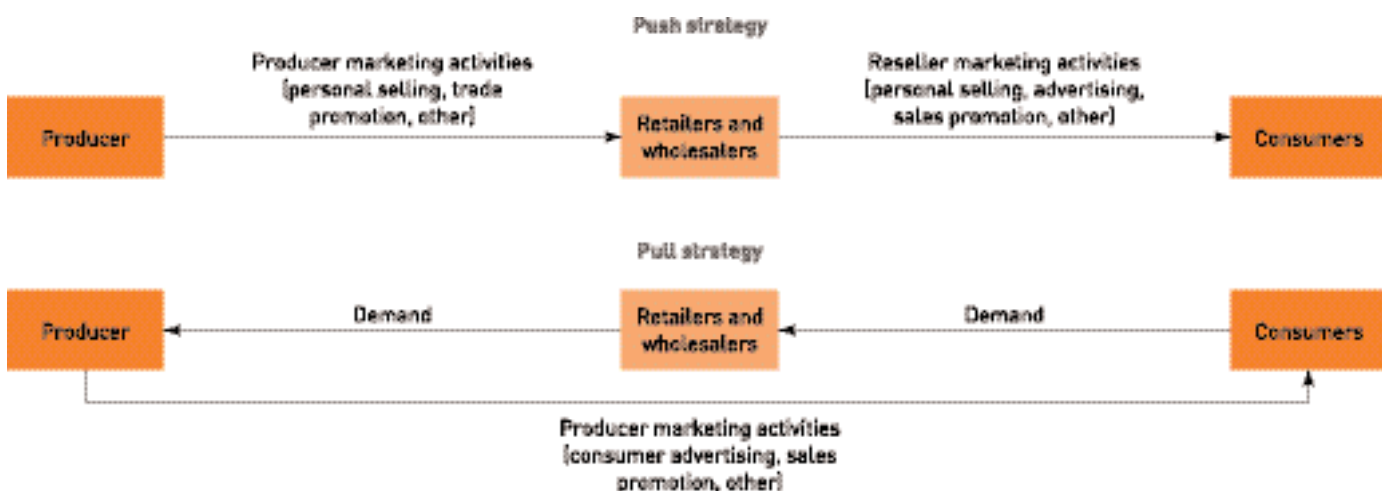 Push strategy
Producer marketing activities
(personal selling, trade
promotion, other)
Reseller marketing activities
(personal selling, advertising,
sales promotion, other)
Producer
Retailers and
wholesalers
Consumers
Pull strategy
Producer
Demand
Retailers and
wholesalers
Demand
Consumers
Producer marketing activities
(consumer advertising, sales
promotion, other)